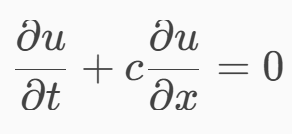 ∂u/∂t + c ∂u/∂x = 0